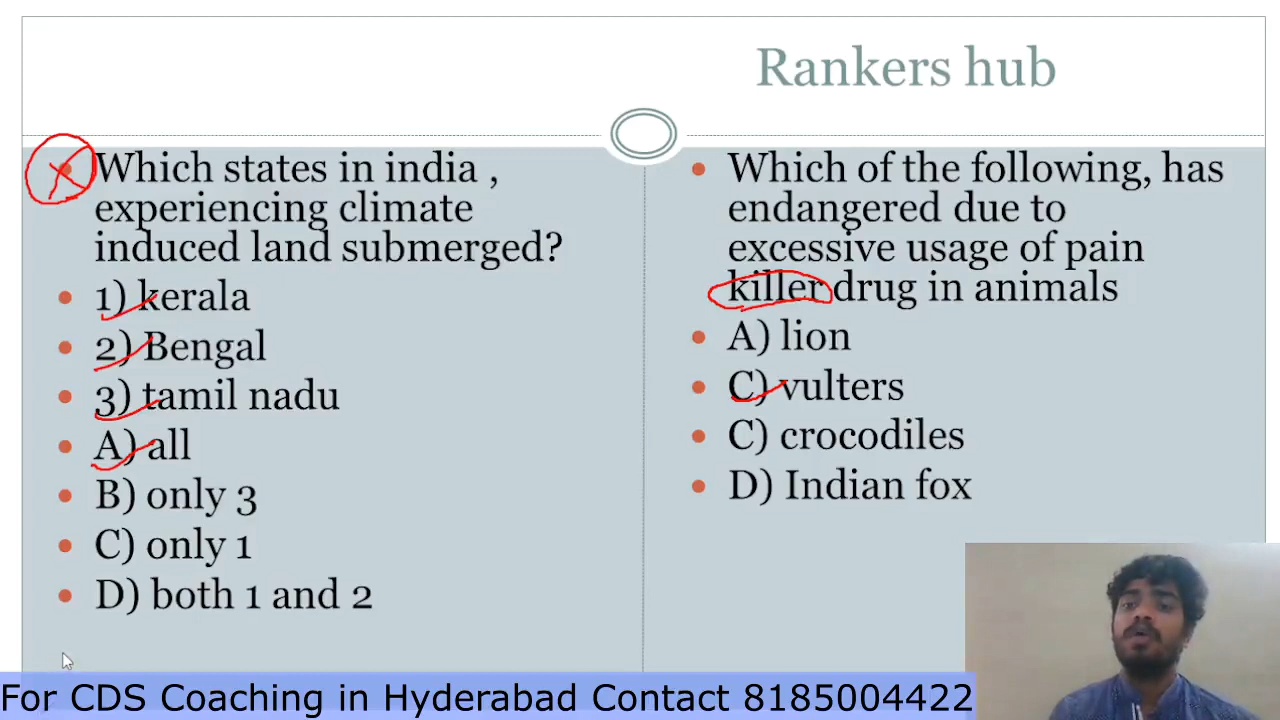 Rankers hub
Which states in india ,
experiencing climate
induced land submerged?
1) kerala
2) Bengal
3) tamil nadu
A) all
B) only 3
C) only 1
D) both 1 and 2
Which of the following, has
endangered due to
excessive usage of pain
killer drug in animals
A) lion
C) vulters
C) crocodiles
D) Indian fox
For CDS Coaching in Hyderabad Contact 8185004422